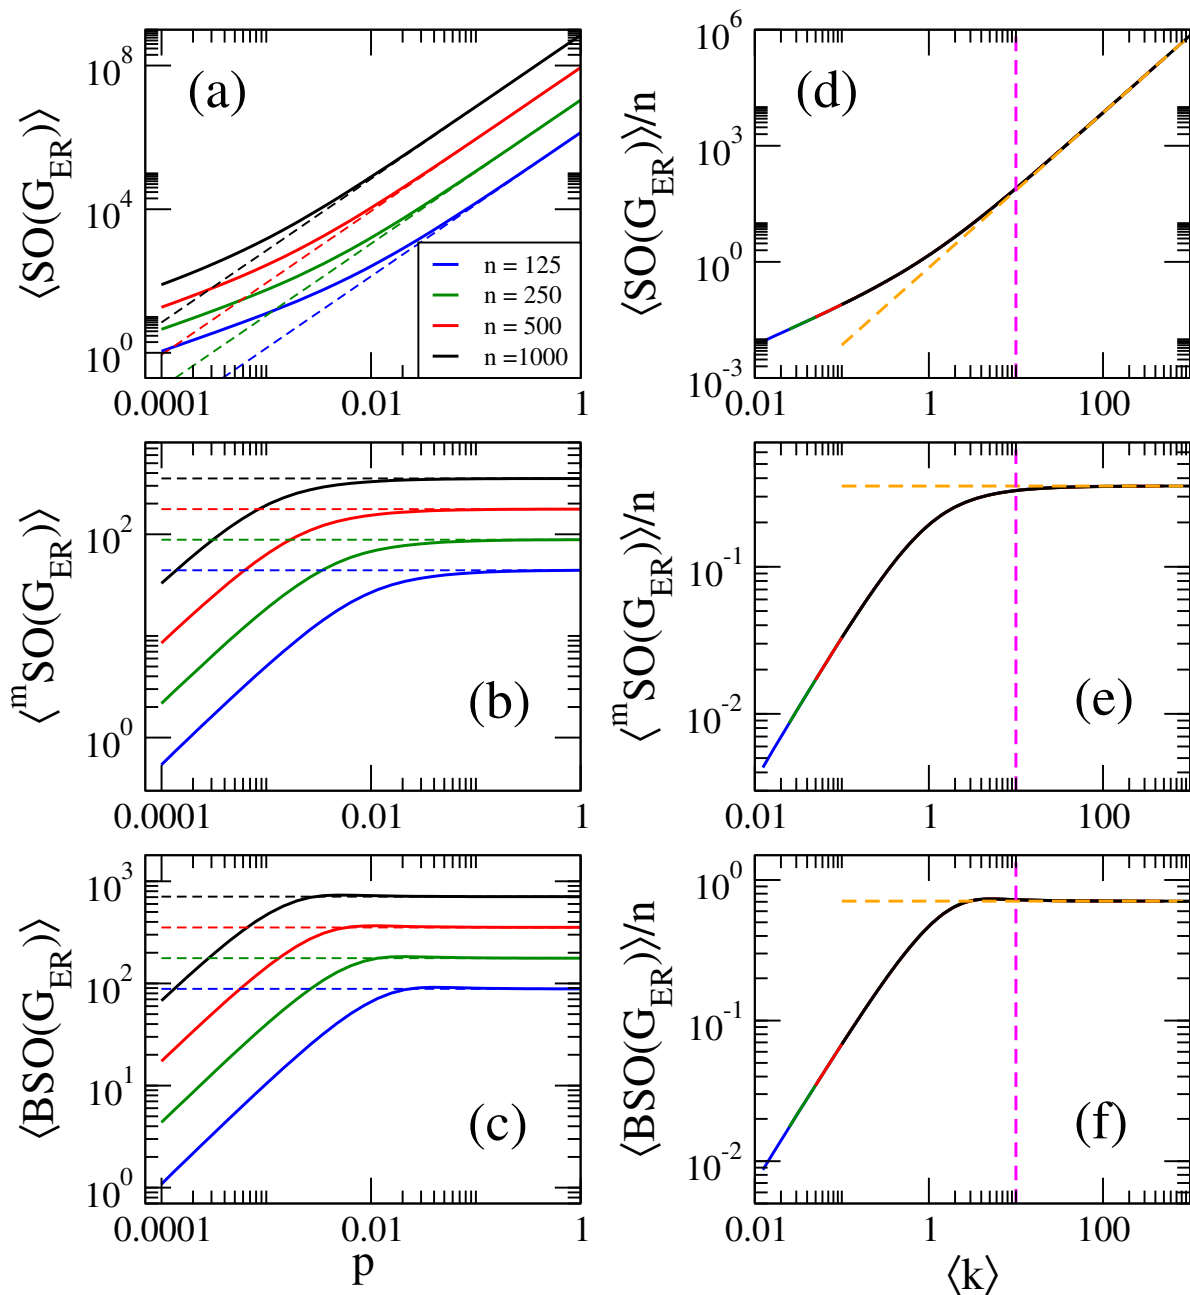 ⟨SO(G_ER)⟩
10^8
10^4
10^0
(a)
n = 125
n = 250
n = 500
n =1000
0.0001
0.01
1
⟨SO(G_ER)⟩/n
10^6
10^3
10^0
10^-3
(d)
0.01
1
100
⟨^mSO(G_ER)⟩
10^2
10^0
(b)
0.0001
0.01
1
⟨^mSO(G_ER)⟩/n
10^-1
10^-2
(e)
0.01
1
100
⟨BSO(G_ER)⟩
10^3
10^2
10^1
10^0
(c)
0.0001
0.01
1
p
⟨BSO(G_ER)⟩/n
10^0
10^-1
10^-2
(f)
0.01
1
100
⟨k⟩